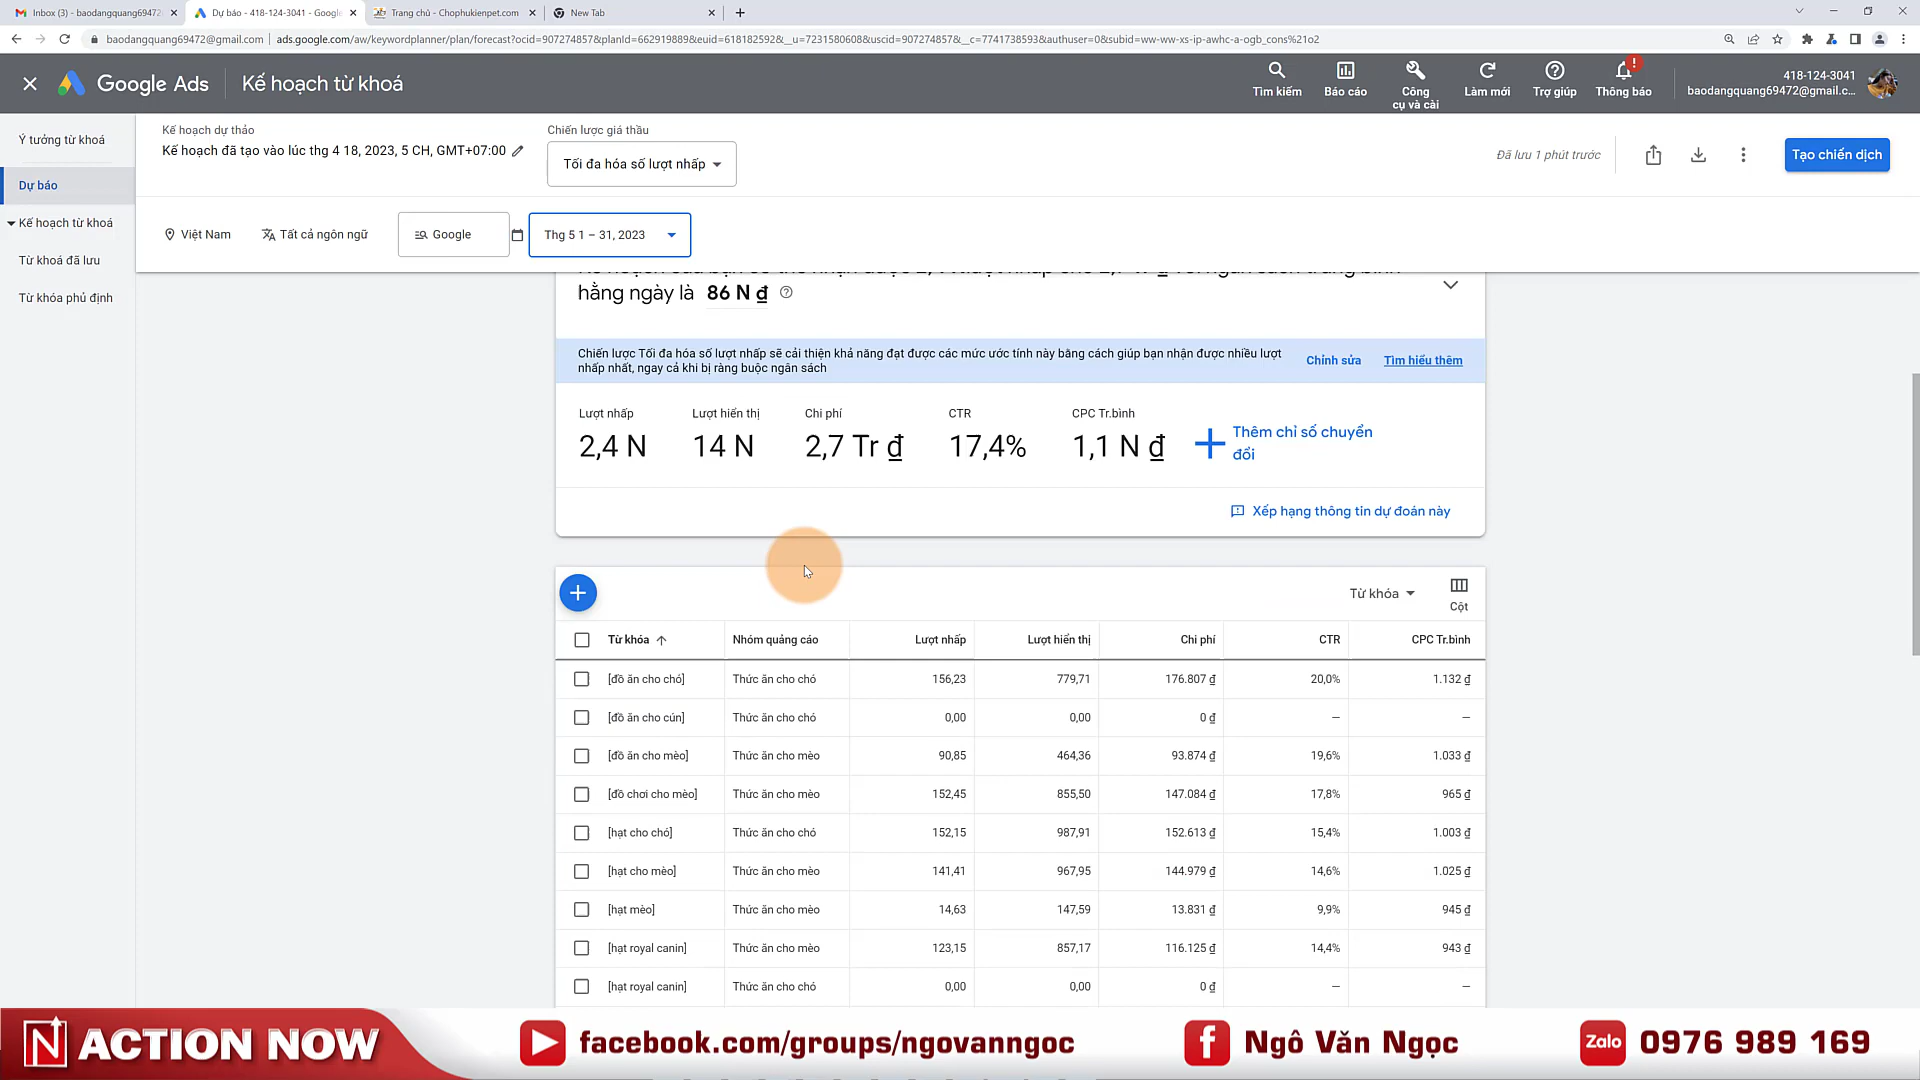 Inbox (3) - baodangquang69472
Dự báo - 418-124-3041 - Google
Trang chủ - Chophukienpet.com
New Tab
baodangquang69472@gmail.com
ads.google.com/aw/keywordplanner/plan/forecast?ocid=907274857&planId=662919889&euid=618182592&__u=7231580608&uscid=907274857&__c=7741738593&authuser=0&subid=ww-ww-xs-ip-awhc-a-ogb_cons%21o2
Google Ads
Kế hoạch từ khoá
Tìm kiếm
Báo cáo
Công
cụ và cài
Làm mới
Trợ giúp
!
Thông báo
418-124-3041
baodangquang69472@gmail.c...
Ý tưởng từ khoá
Dự báo
Kế hoạch từ khoá
Từ khoá đã lưu
Từ khóa phủ định
Kế hoạch dự thảo
Kế hoạch đã tạo vào lúc thg 4 18, 2023, 5 CH, GMT+07:00
Chiến lược giá thầu
Tối đa hóa số lượt nhấp
Đã lưu 1 phút trước
Tạo chiến dịch
Việt Nam
Tất cả ngôn ngữ
Google
Thg 5 1 – 31, 2023
hằng ngày là 86 N ₫
Chiến lược Tối đa hóa số lượt nhấp sẽ cải thiện khả năng đạt được các mức ước tính này bằng cách giúp bạn nhận được nhiều lượt
nhấp nhất, ngay cả khi bị ràng buộc ngân sách
Chỉnh sửa
Tìm hiểu thêm
Lượt nhấp Lượt hiển thị Chi phí CTR CPC Tr.bình
2,4 N 14 N 2,7 Tr ₫ 17,4% 1,1 N ₫
Thêm chỉ số chuyển
đổi
Xếp hạng thông tin dự đoán này
Từ khóa
Cột
Từ khóa Nhóm quảng cáo Lượt nhấp Lượt hiển thị Chi phí CTR CPC Tr.bình
[đồ ăn cho chó] Thức ăn cho chó 156,23 779,71 176.807 ₫ 20,0% 1.132 ₫
[đồ ăn cho cún] Thức ăn cho chó 0,00 0,00 0 ₫ — —
[đồ ăn cho mèo] Thức ăn cho mèo 90,85 464,36 93.874 ₫ 19,6% 1.033 ₫
[đồ chơi cho mèo] Thức ăn cho mèo 152,45 855,50 147.084 ₫ 17,8% 965 ₫
[hạt cho chó] Thức ăn cho chó 152,15 987,91 152.613 ₫ 15,4% 1.003 ₫
[hạt cho mèo] Thức ăn cho mèo 141,41 967,95 144.979 ₫ 14,6% 1.025 ₫
[hạt mèo] Thức ăn cho mèo 14,63 147,59 13.831 ₫ 9,9% 945 ₫
[hạt royal canin] Thức ăn cho mèo 123,15 857,17 116.125 ₫ 14,4% 943 ₫
[hạt royal canin] Thức ăn cho chó 0,00 0,00 0 ₫ — —
N ACTION NOW
facebook.com/groups/ngovanngoc
f Ngô Văn Ngọc
Zalo 0976 989 169